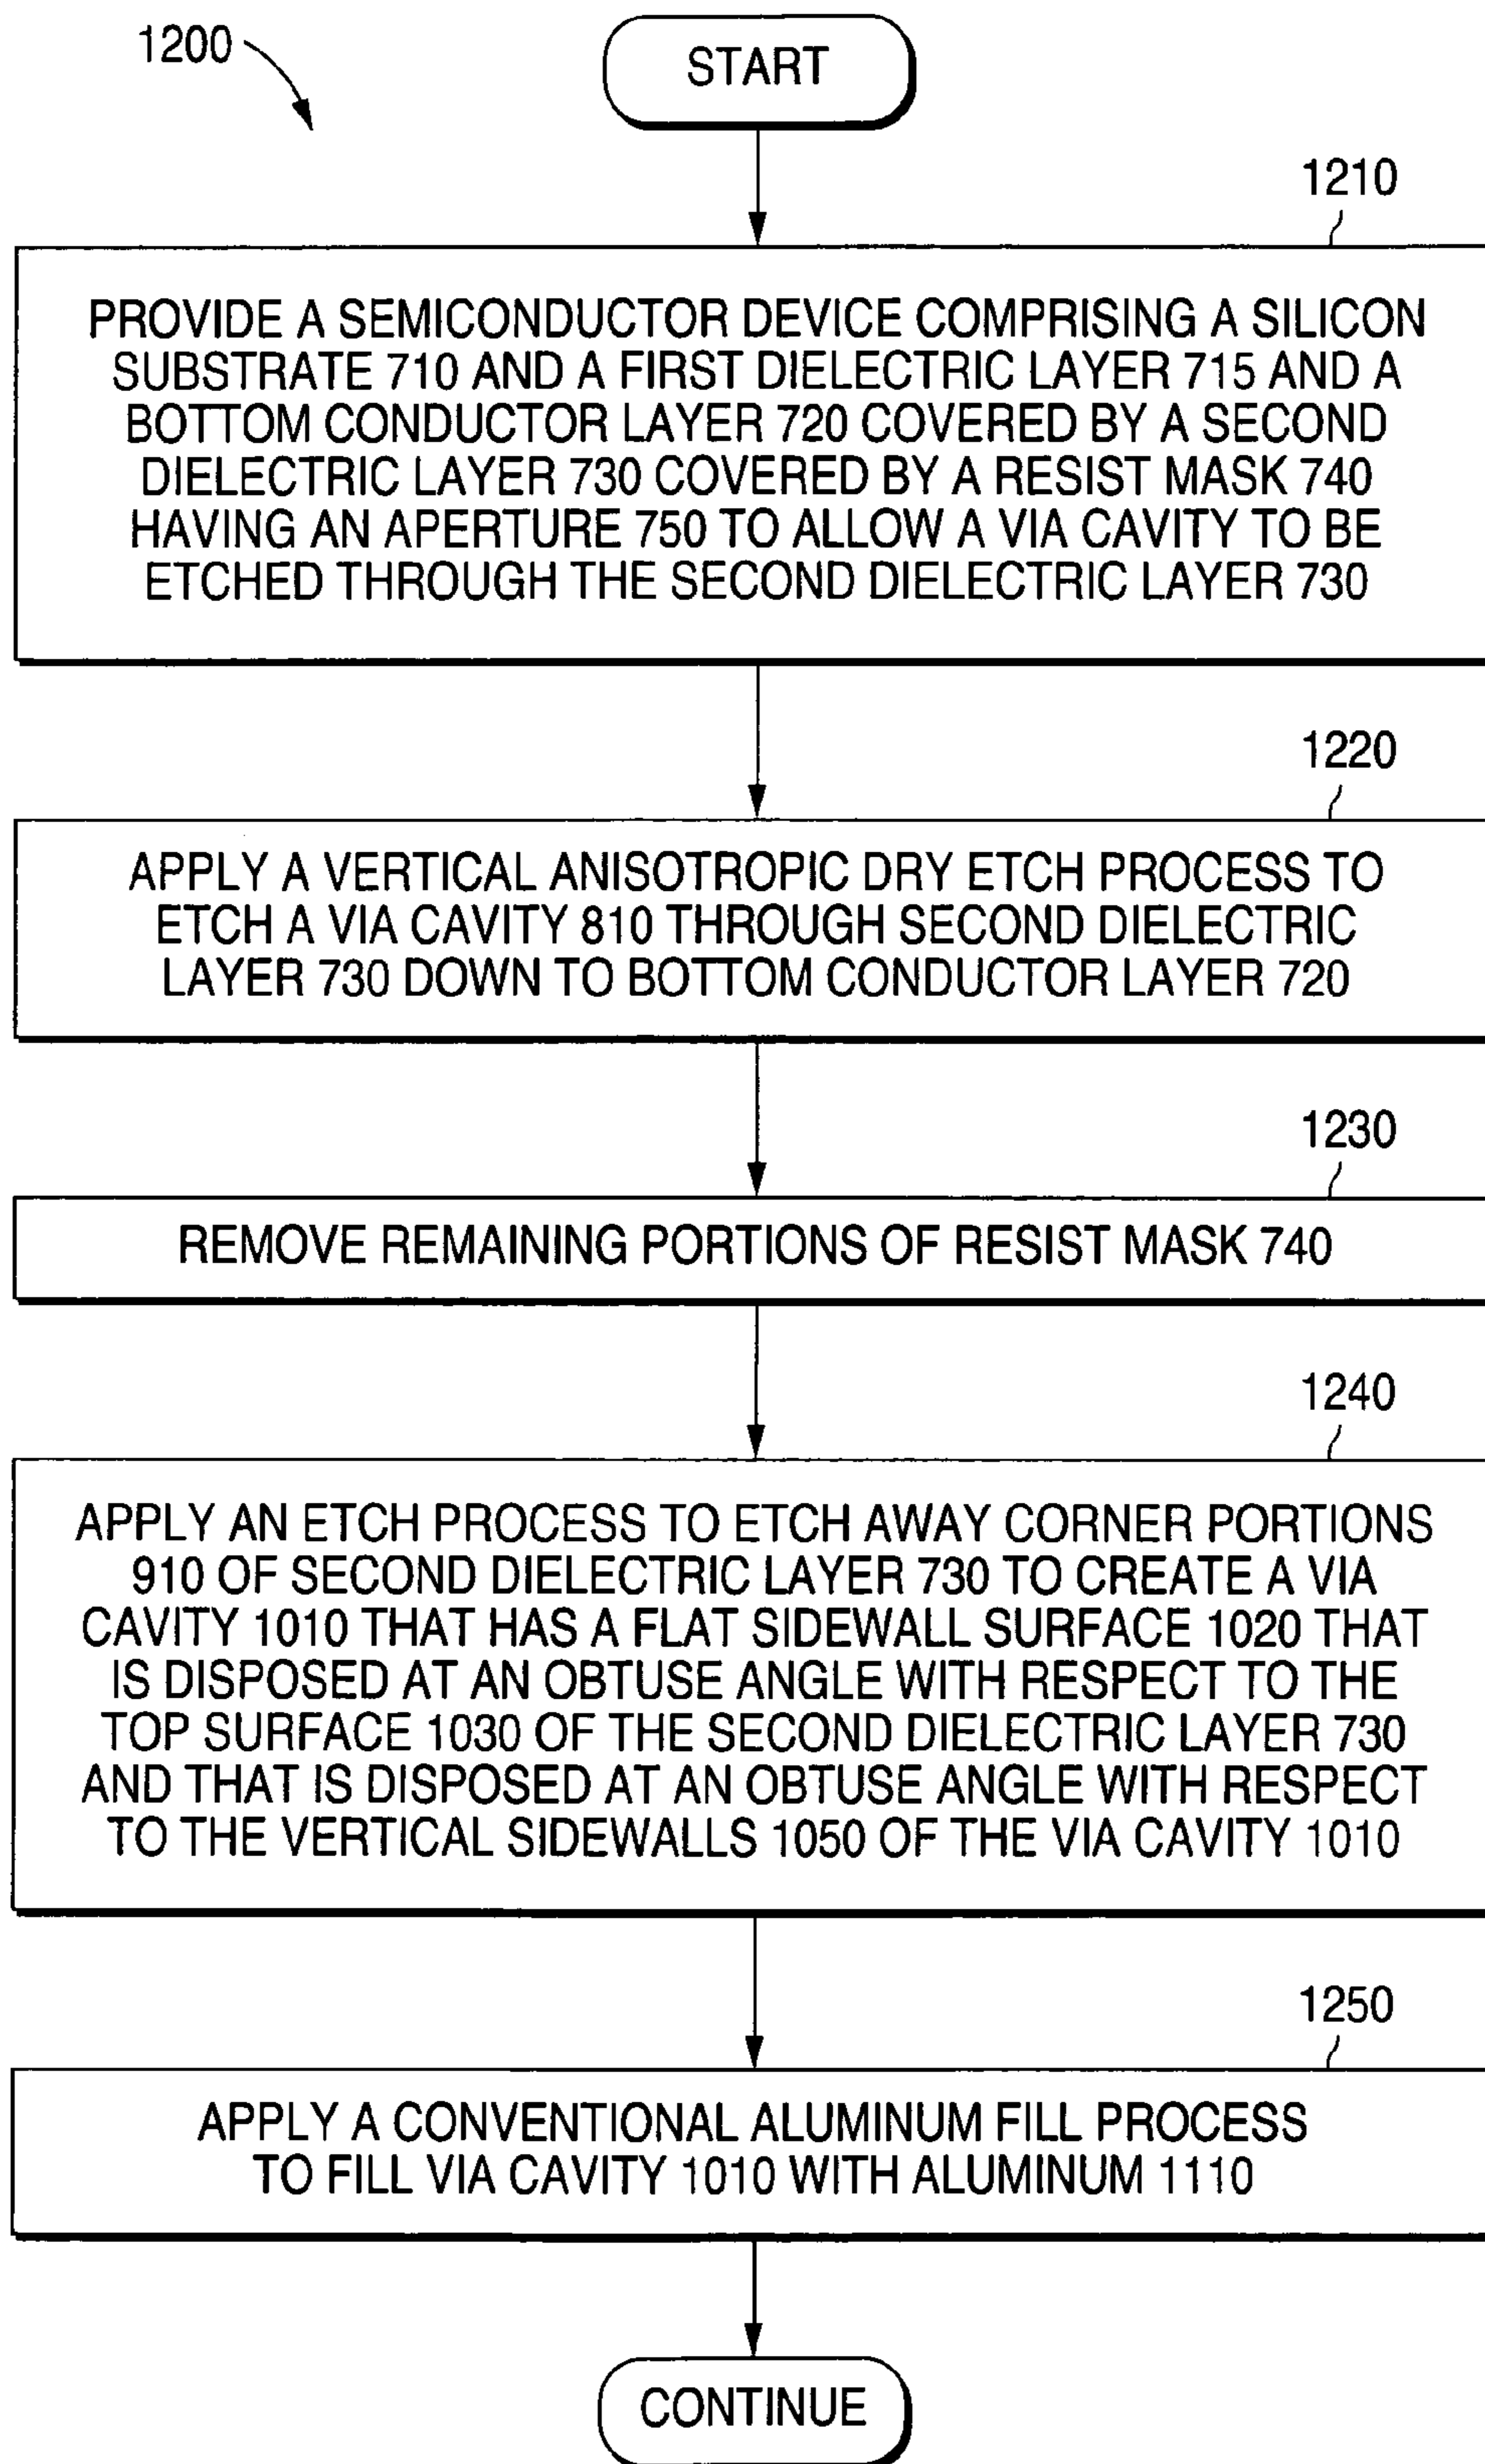 1200
START
1210
PROVIDE A SEMICONDUCTOR DEVICE COMPRISING A SILICON
SUBSTRATE 710 AND A FIRST DIELECTRIC LAYER 715 AND A
BOTTOM CONDUCTOR LAYER 720 COVERED BY A SECOND
DIELECTRIC LAYER 730 COVERED BY A RESIST MASK 740
HAVING AN APERTURE 750 TO ALLOW A VIA CAVITY TO BE
ETCHED THROUGH THE SECOND DIELECTRIC LAYER 730
1220
APPLY A VERTICAL ANISOTROPIC DRY ETCH PROCESS TO
ETCH A VIA CAVITY 810 THROUGH SECOND DIELECTRIC
LAYER 730 DOWN TO BOTTOM CONDUCTOR LAYER 720
1230
REMOVE REMAINING PORTIONS OF RESIST MASK 740
1240
APPLY AN ETCH PROCESS TO ETCH AWAY CORNER PORTIONS
910 OF SECOND DIELECTRIC LAYER 730 TO CREATE A VIA
CAVITY 1010 THAT HAS A FLAT SIDEWALL SURFACE 1020 THAT
IS DISPOSED AT AN OBTUSE ANGLE WITH RESPECT TO THE
TOP SURFACE 1030 OF THE SECOND DIELECTRIC LAYER 730
AND THAT IS DISPOSED AT AN OBTUSE ANGLE WITH RESPECT
TO THE VERTICAL SIDEWALLS 1050 OF THE VIA CAVITY 1010
1250
APPLY A CONVENTIONAL ALUMINUM FILL PROCESS
TO FILL VIA CAVITY 1010 WITH ALUMINUM 1110
CONTINUE